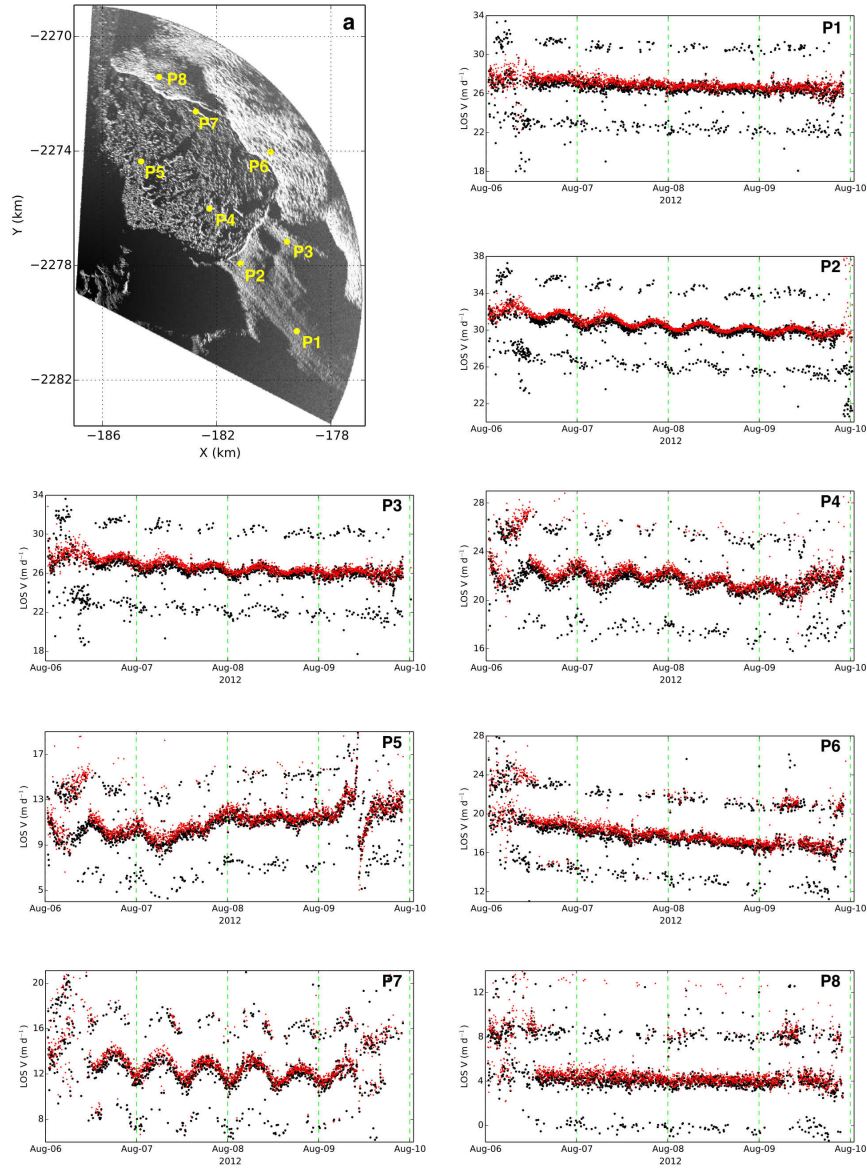 a
−2270
−2274
−2278
−2282
Y (km)
−186
−182
−178
X (km)
P8
P7
P6
P5
P4
P3
P2
P1
P1
34
30
26
22
18
LOS V (m d⁻¹)
Aug-06 Aug-07 Aug-08 Aug-09 Aug-10
2012
P2
38
34
30
26
22
LOS V (m d⁻¹)
Aug-06 Aug-07 Aug-08 Aug-09 Aug-10
2012
P3
34
30
26
22
18
LOS V (m d⁻¹)
Aug-06 Aug-07 Aug-08 Aug-09 Aug-10
2012
P4
28
24
20
16
LOS V (m d⁻¹)
Aug-06 Aug-07 Aug-08 Aug-09 Aug-10
2012
P5
17
13
9
5
LOS V (m d⁻¹)
Aug-06 Aug-07 Aug-08 Aug-09 Aug-10
2012
P6
28
24
20
16
12
LOS V (m d⁻¹)
Aug-06 Aug-07 Aug-08 Aug-09 Aug-10
2012
P7
20
16
12
8
LOS V (m d⁻¹)
Aug-06 Aug-07 Aug-08 Aug-09 Aug-10
2012
P8
12
8
4
0
LOS V (m d⁻¹)
Aug-06 Aug-07 Aug-08 Aug-09 Aug-10
2012